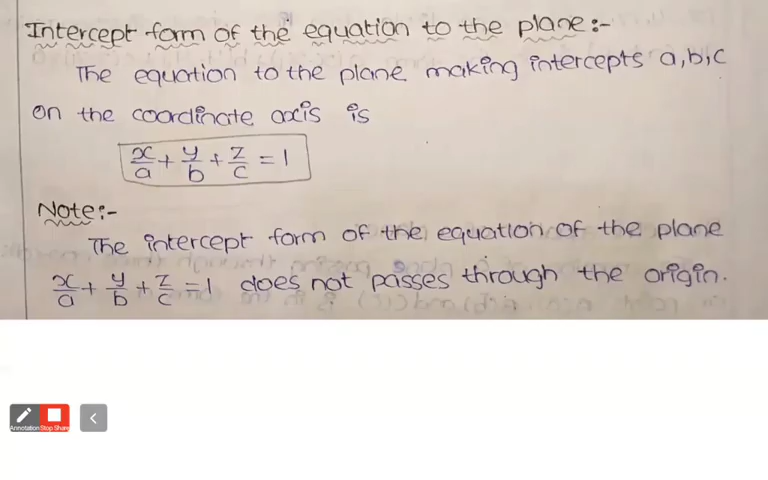 Intercept form of the equation to the plane:-
The equation to the plane making intercepts a,b,c
on the coordinate axis is
x/a + y/b + z/c = 1
Note:-
The intercept form of the equation of the plane
x/a + y/b + z/c = 1 does not passes through the origin.
Annotation Stop Share